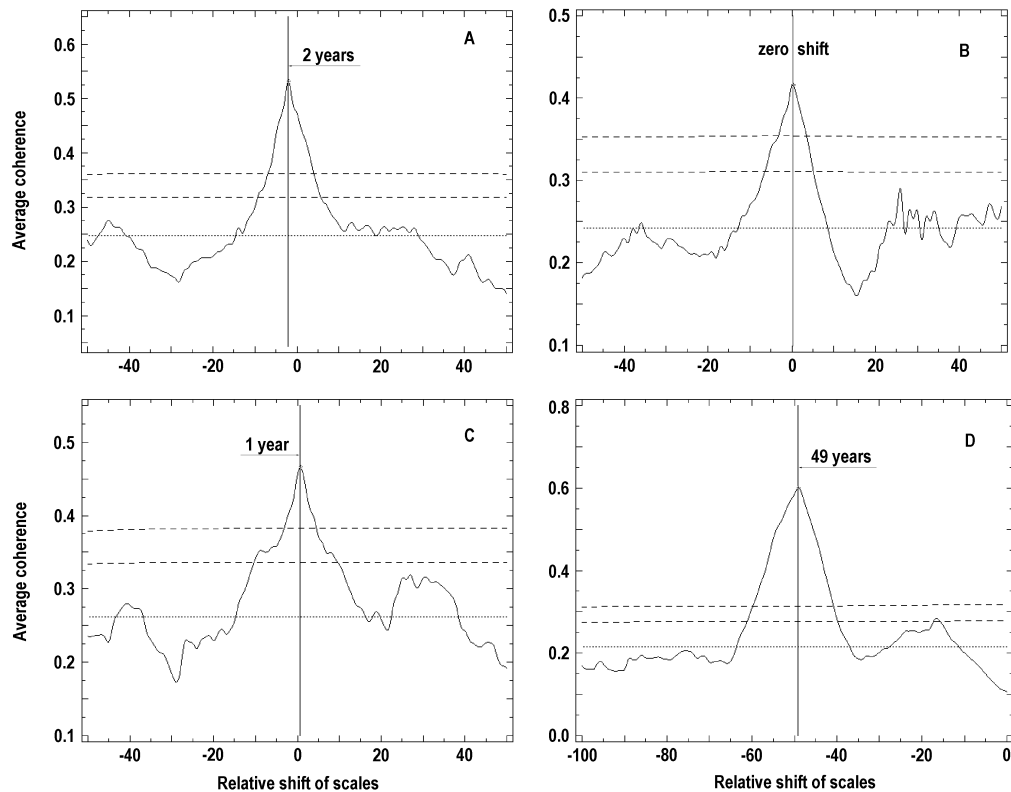 A
2 years
0.6
0.5
0.4
0.3
0.2
0.1
Average coherence
-40 -20 0 20 40
B
zero shift
0.5
0.4
0.3
0.2
0.1
-40 -20 0 20 40
C
1 year
0.5
0.4
0.3
0.2
0.1
Average coherence
-40 -20 0 20 40
Relative shift of scales
D
49 years
0.8
0.6
0.4
0.2
0.0
-100 -80 -60 -40 -20 0
Relative shift of scales